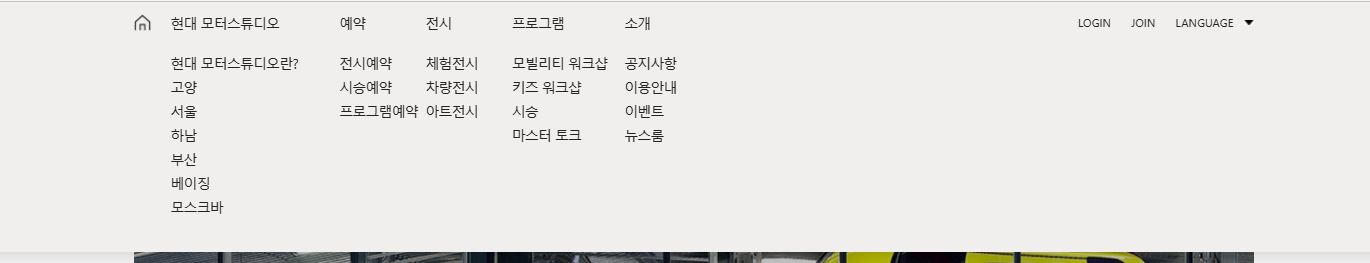 현대 모터스튜디오 예약 전시 프로그램 소개 LOGIN JOIN LANGUAGE
현대 모터스튜디오란? 전시예약 체험전시 모빌리티 워크샵 공지사항
고양 시승예약 차량전시 키즈 워크샵 이용안내
서울 프로그램예약 아트전시 시승 이벤트
하남 마스터 토크 뉴스룸
부산
베이징
모스크바